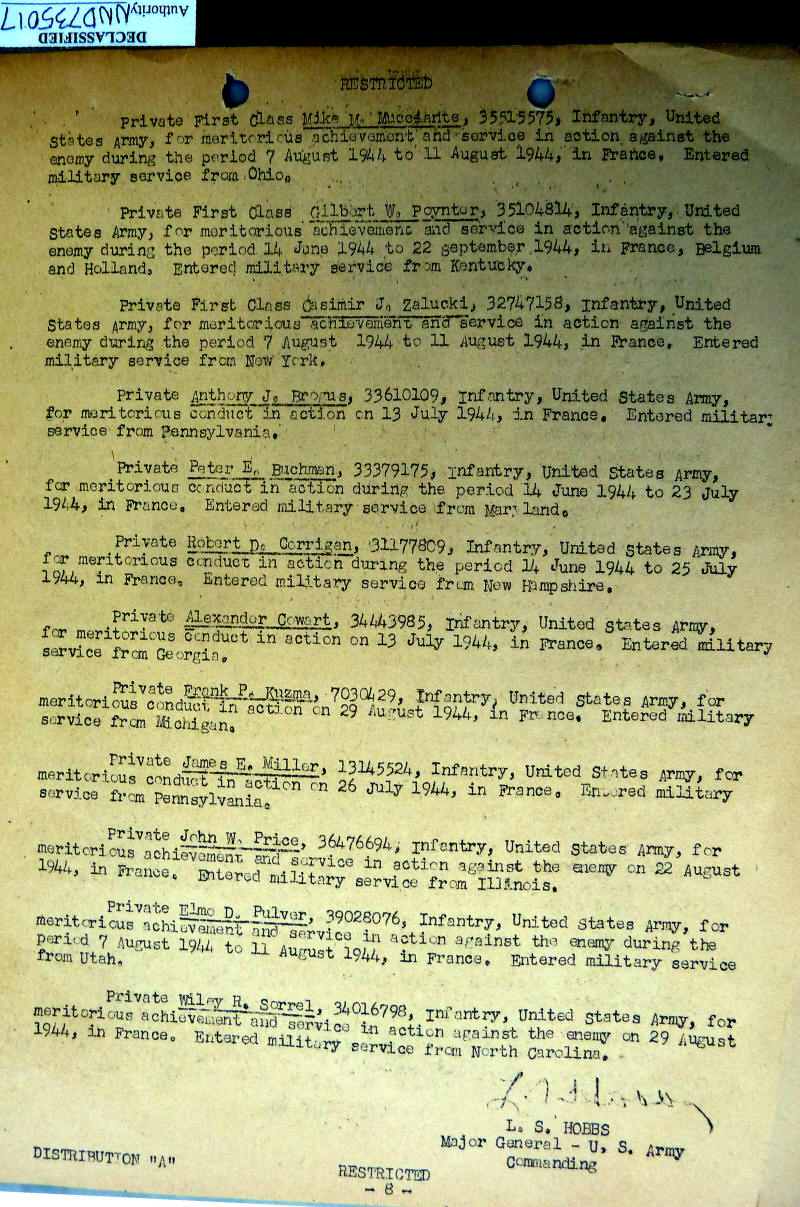 DECLASSIFIED
Authority NND735017
RESTRICTED
Private First Class Mike M. Mucciarite, 35515575, Infantry, United
States Army, for meritorious achievement and service in action against the
enemy during the period 7 August 1944 to 11 August 1944, in France. Entered
military service from Ohio.
Private First Class Gilbert W. Poynter, 35104814, Infantry, United
States Army, for meritorious achievement and service in action against the
enemy during the period 14 June 1944 to 22 September 1944, in France, Belgium
and Holland. Entered military service from Kentucky.
Private First Class Casimir J. Zalucki, 32747158, Infantry, United
States Army, for meritorious achievement and service in action against the
enemy during the period 7 August 1944 to 11 August 1944, in France. Entered
military service from New York.
Private Anthony J. Brogus, 33610109, Infantry, United States Army,
for meritorious conduct in action on 13 July 1944, in France. Entered military
service from Pennsylvania.
Private Peter E. Buchman, 33379175, Infantry, United States Army,
for meritorious conduct in action during the period 14 June 1944 to 23 July
1944, in France. Entered military service from Maryland.
Private Robert D. Corrigan, 31177809, Infantry, United States Army,
for meritorious conduct in action during the period 14 June 1944 to 25 July
1944, in France. Entered military service from New Hampshire.
Private Alexander Cowart, 34443985, Infantry, United States Army,
for meritorious conduct in action on 13 July 1944, in France. Entered military
service from Georgia.
Private Frank P. Kuzma, 7030429, Infantry, United States Army, for
meritorious conduct in action on 29 August 1944, in France. Entered military
service from Michigan.
Private James E. Miller, 13145524, Infantry, United States Army, for
meritorious conduct in action on 26 July 1944, in France. Entered military
service from Pennsylvania.
Private John W. Price, 36476694, Infantry, United States Army, for
meritorious achievement and service in action against the enemy on 22 August
1944, in France. Entered military service from Illinois.
Private Elmo D. Pulver, 39028076, Infantry, United States Army, for
meritorious achievement and service in action against the enemy during the
period 7 August 1944 to 11 August 1944, in France. Entered military service
from Utah.
Private Wiley R. Sorrel, 34016798, Infantry, United States Army, for
meritorious achievement and service in action against the enemy on 29 August
1944, in France. Entered military service from North Carolina.
L. S. HOBBS
Major General - U. S. Army
Commanding
DISTRIBUTION "A"
RESTRICTED
- 8 -